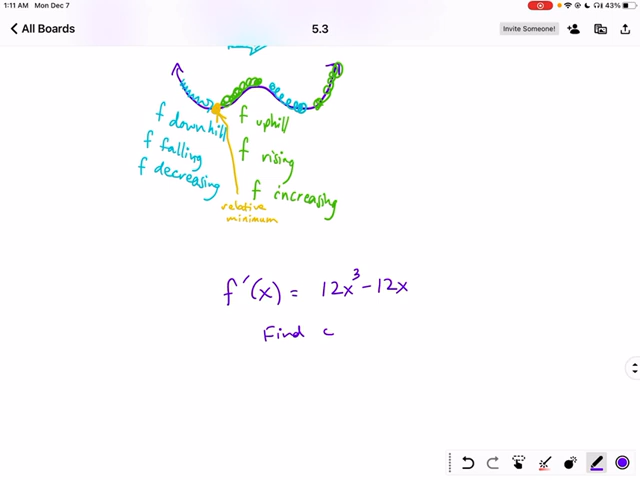 1:11 AM Mon Dec 7
43%
All Boards
5.3
Invite Someone!
f downhill
f falling
f decreasing
f uphill
f rising
f increasing
relative
minimum
f'(x) = 12x³ - 12x
Find c